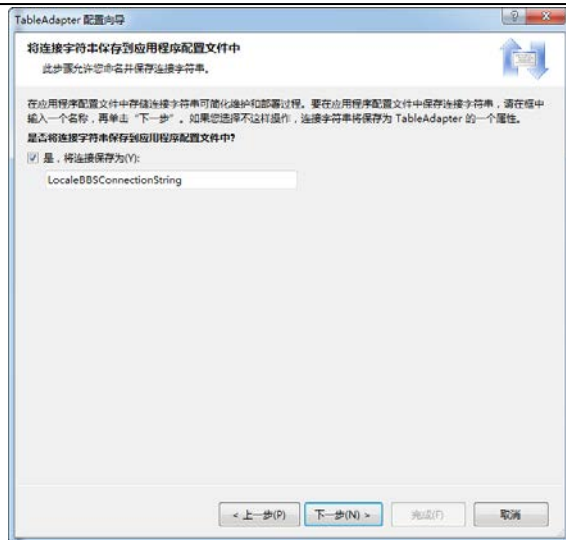 TableAdapter 配置向导
将连接字符串保存到应用程序配置文件中
此步骤允许您命名并保存连接字符串。
在应用程序配置文件中存储连接字符串可简化维护和部署过程。要在应用程序配置文件中保存连接字符串，请在框中
输入一个名称，再单击“下一步”。如果您选择不这样操作，连接字符串将保存为 TableAdapter 的一个属性。
是否将连接字符串保存到应用程序配置文件中?
是，将连接保存为(Y):
LocaleBBSConnectionString
< 上一步(P) 下一步(N) > 完成(F) 取消